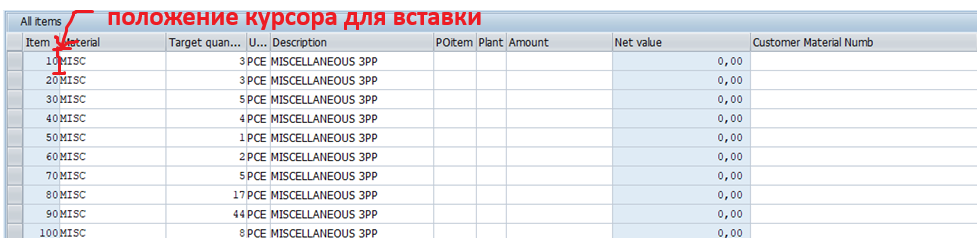 положение курсора для вставки
All items
Item Material Target quan... U... Description POitem Plant Amount Net value Customer Material Numb
10 MISC 3 PCE MISCELLANEOUS 3PP 0,00
20 MISC 3 PCE MISCELLANEOUS 3PP 0,00
30 MISC 5 PCE MISCELLANEOUS 3PP 0,00
40 MISC 4 PCE MISCELLANEOUS 3PP 0,00
50 MISC 1 PCE MISCELLANEOUS 3PP 0,00
60 MISC 2 PCE MISCELLANEOUS 3PP 0,00
70 MISC 5 PCE MISCELLANEOUS 3PP 0,00
80 MISC 17 PCE MISCELLANEOUS 3PP 0,00
90 MISC 44 PCE MISCELLANEOUS 3PP 0,00
100 MISC 8 PCE MISCELLANEOUS 3PP 0,00